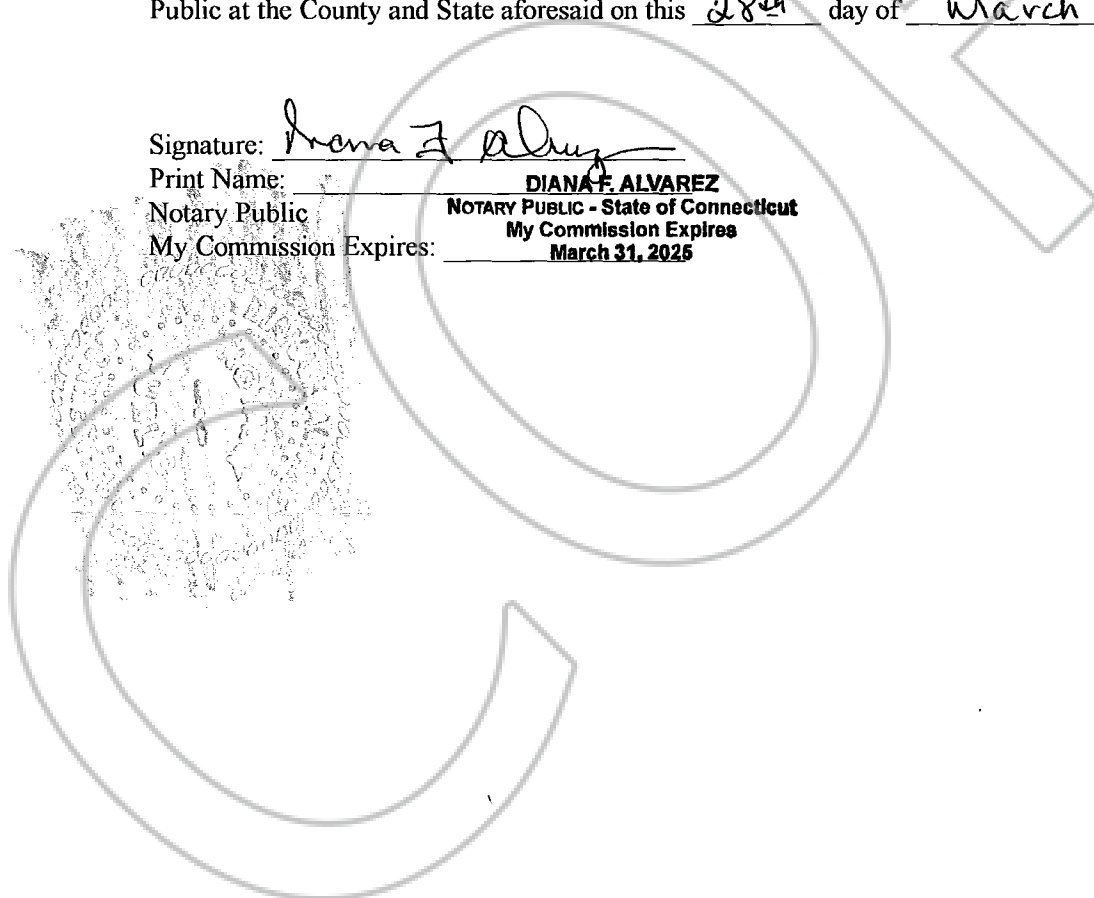 Public at the County and State aforesaid on this 28th day of March
Signature: Diana F Alvarez
Print Name: DIANA F. ALVAREZ
Notary Public NOTARY PUBLIC - State of Connecticut
My Commission Expires
My Commission Expires: March 31, 2025
COP